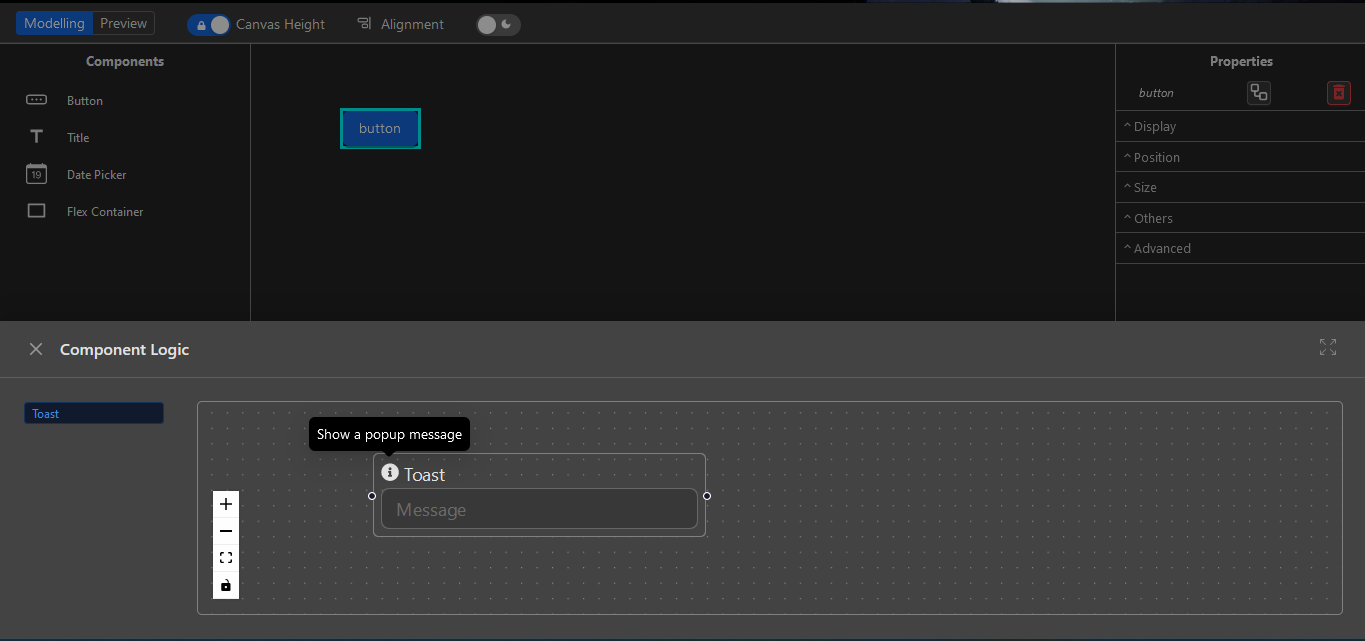 Modelling Preview Canvas Height Alignment
Components
Button
Title
19 Date Picker
Flex Container
button
Properties
button
^ Display
^ Position
^ Size
^ Others
^ Advanced
Component Logic
Toast
Show a popup message
Toast
Message